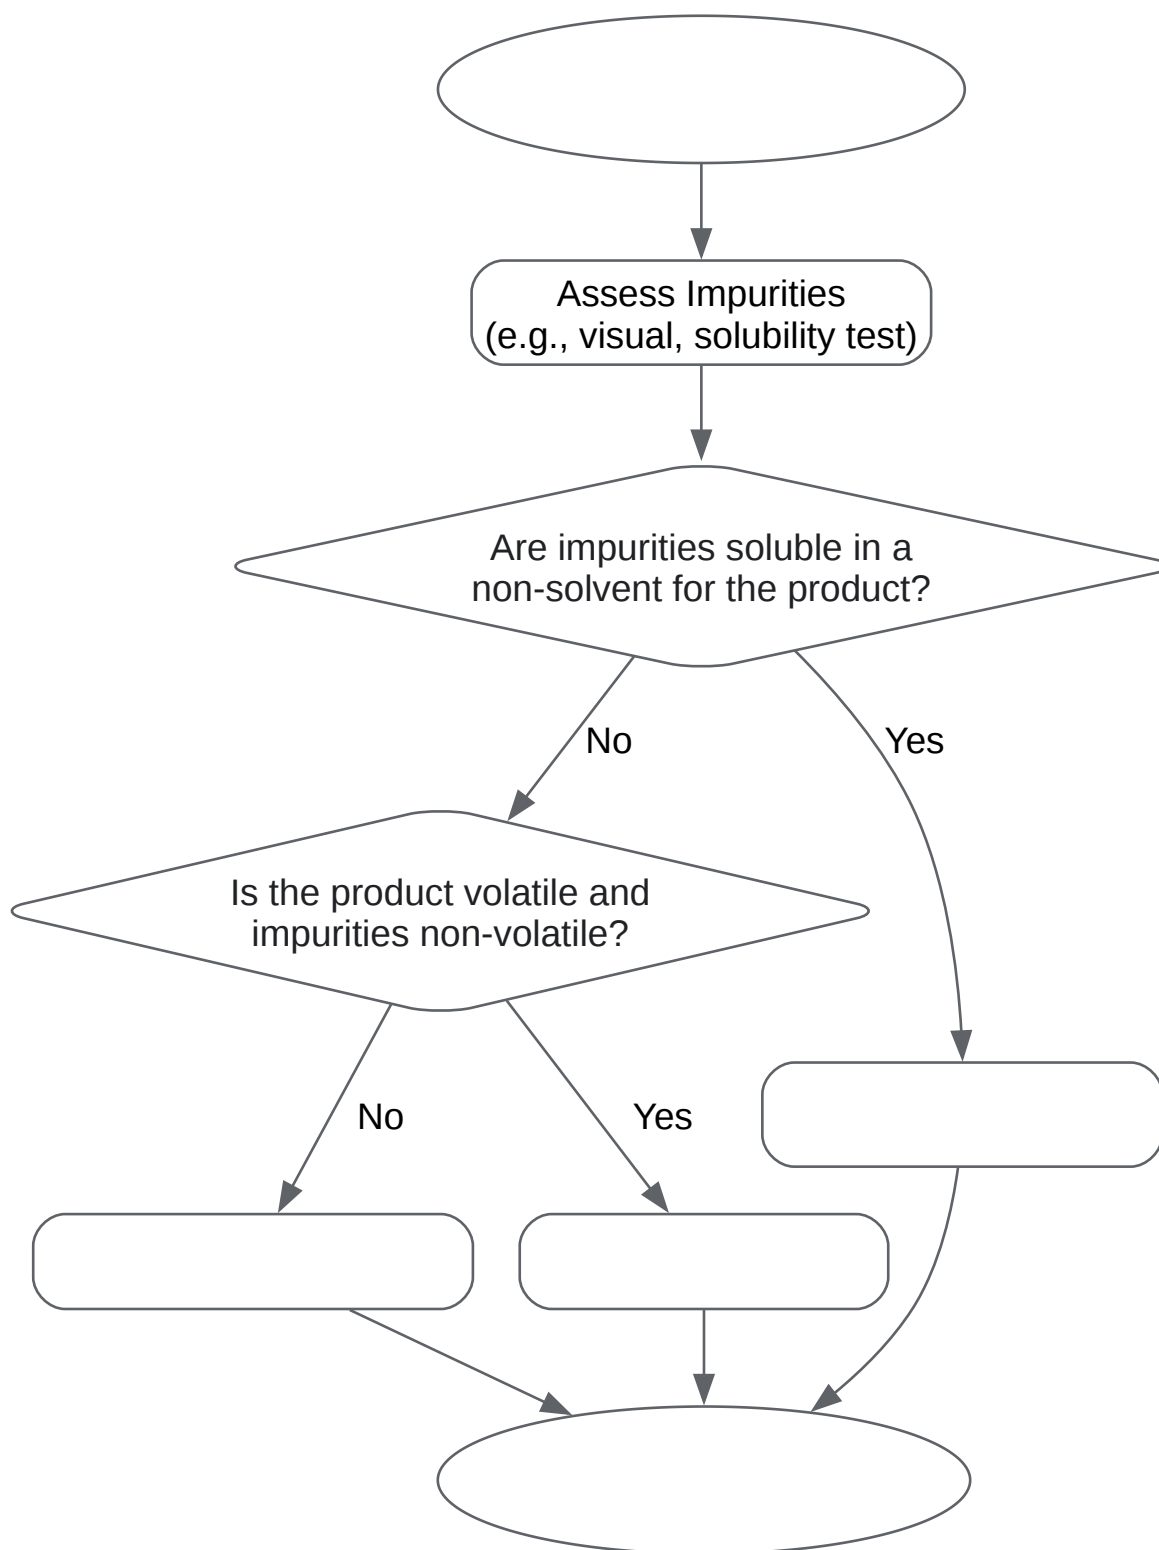 Assess Impurities
(e.g., visual, solubility test)
Are impurities soluble in a
non-solvent for the product?
No
Yes
Is the product volatile and
impurities non-volatile?
No
Yes